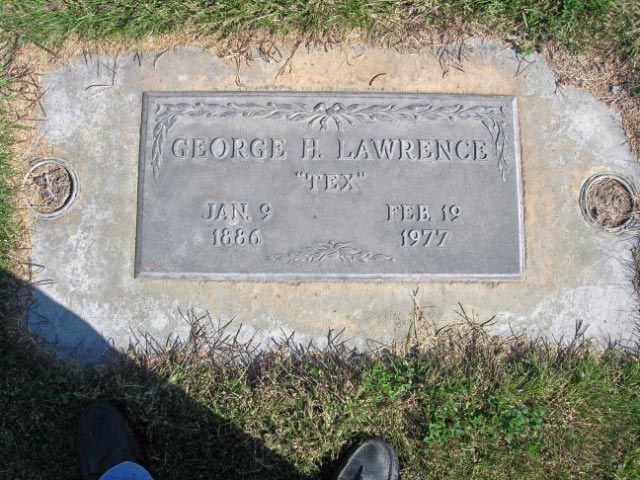 GEORGE H. LAWRENCE
"TEX"
JAN. 9 FEB. 19
1886 1977